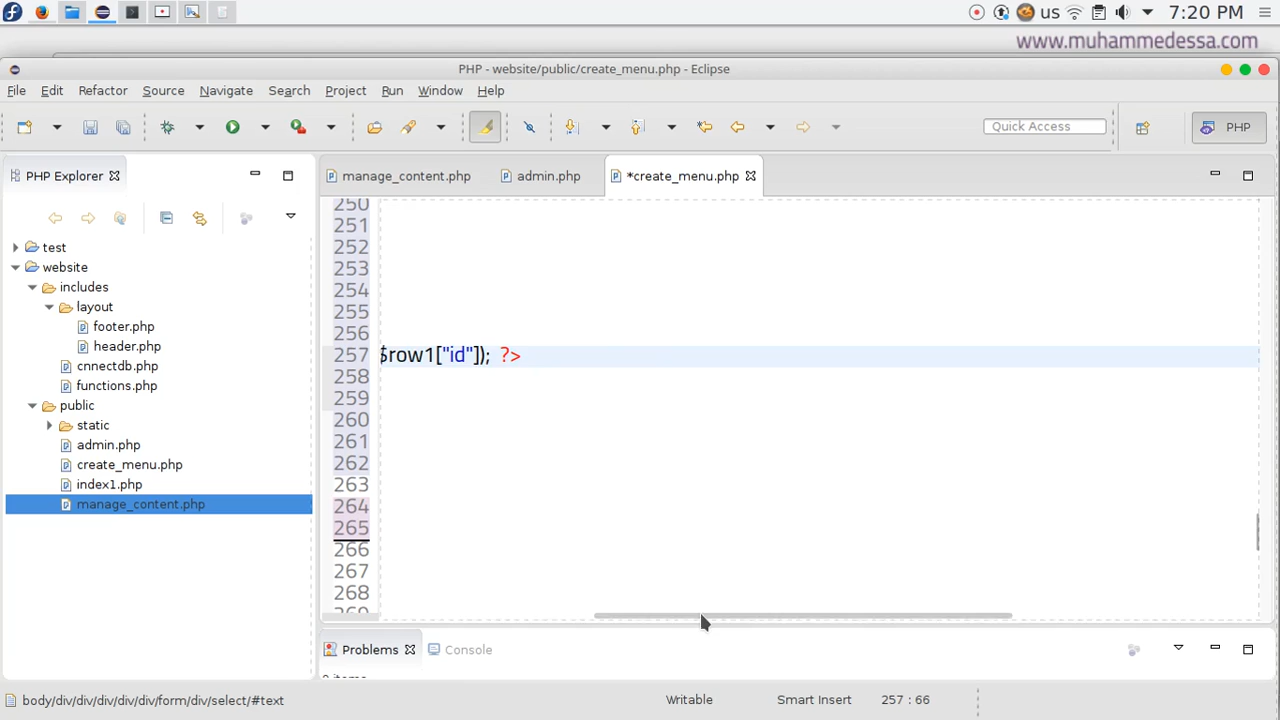 us
7:20 PM
www.muhammedessa.com
PHP - website/public/create_menu.php - Eclipse
File Edit Refactor Source Navigate Search Project Run Window Help
Quick Access
PHP
PHP Explorer
manage_content.php
admin.php
*create_menu.php
test
website
includes
layout
footer.php
header.php
cnnectdb.php
functions.php
public
static
admin.php
create_menu.php
index1.php
manage_content.php
250
251
252
253
254
255
256
257 $row1["id"]); ?>
258
259
260
261
262
263
264
265
266
267
268
269
Problems
Console
body/div/div/div/div/div/form/div/select/#text
Writable
Smart Insert
257 : 66